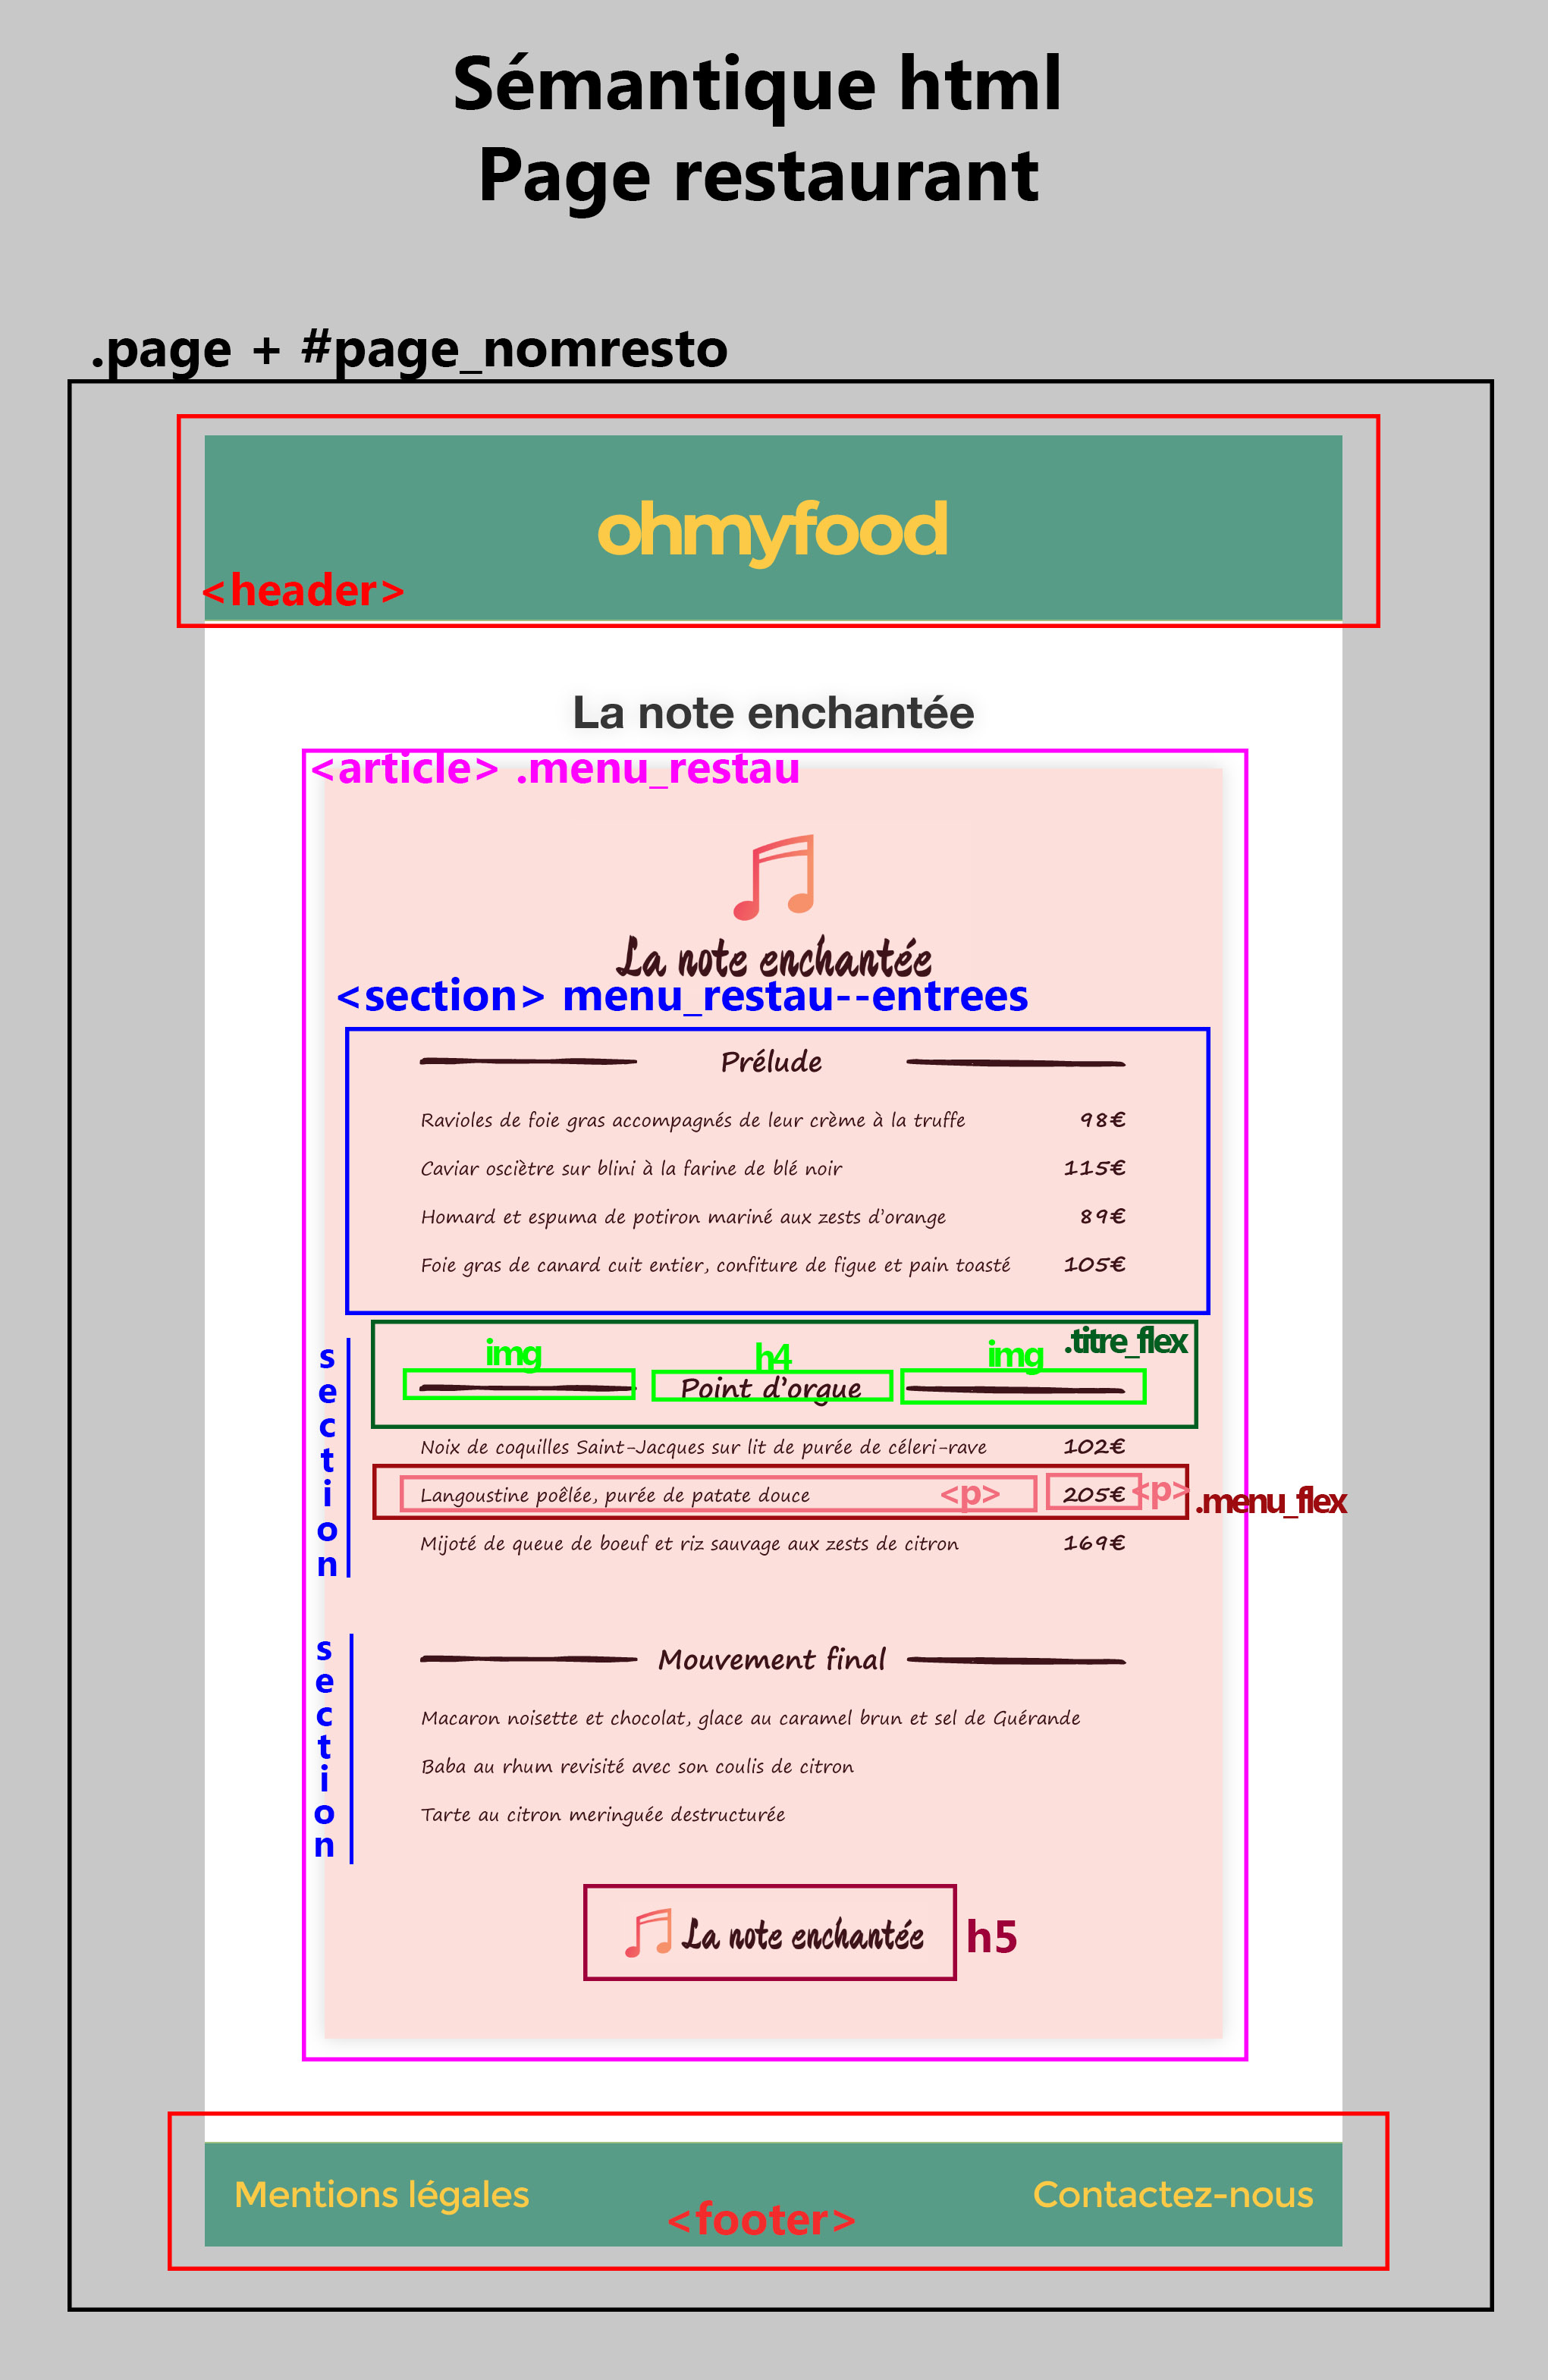 Sémantique html
Page restaurant
.page + #page_nomresto
ohmyfood
<header>
La note enchantée
<article> .menu_restau
La note enchantée
<section> menu_restau--entrees
Prélude
Ravioles de foie gras accompagnés de leur crème à la truffe 98€
Caviar osciètre sur blini à la farine de blé noir 115€
Homard et espuma de potiron mariné aux zests d'orange 89€
Foie gras de canard cuit entier, confiture de figue et pain toasté 105€
section
img h4 img .titre_flex
Point d'orgue
Noix de coquilles Saint-Jacques sur lit de purée de céleri-rave 102€
Langoustine poêlée, purée de patate douce <p> 205€ <p> .menu_flex
Mijoté de queue de boeuf et riz sauvage aux zests de citron 169€
section
Mouvement final
Macaron noisette et chocolat, glace au caramel brun et sel de Guérande
Baba au rhum revisité avec son coulis de citron
Tarte au citron meringuée destructurée
La note enchantée h5
Mentions légales Contactez-nous
<footer>